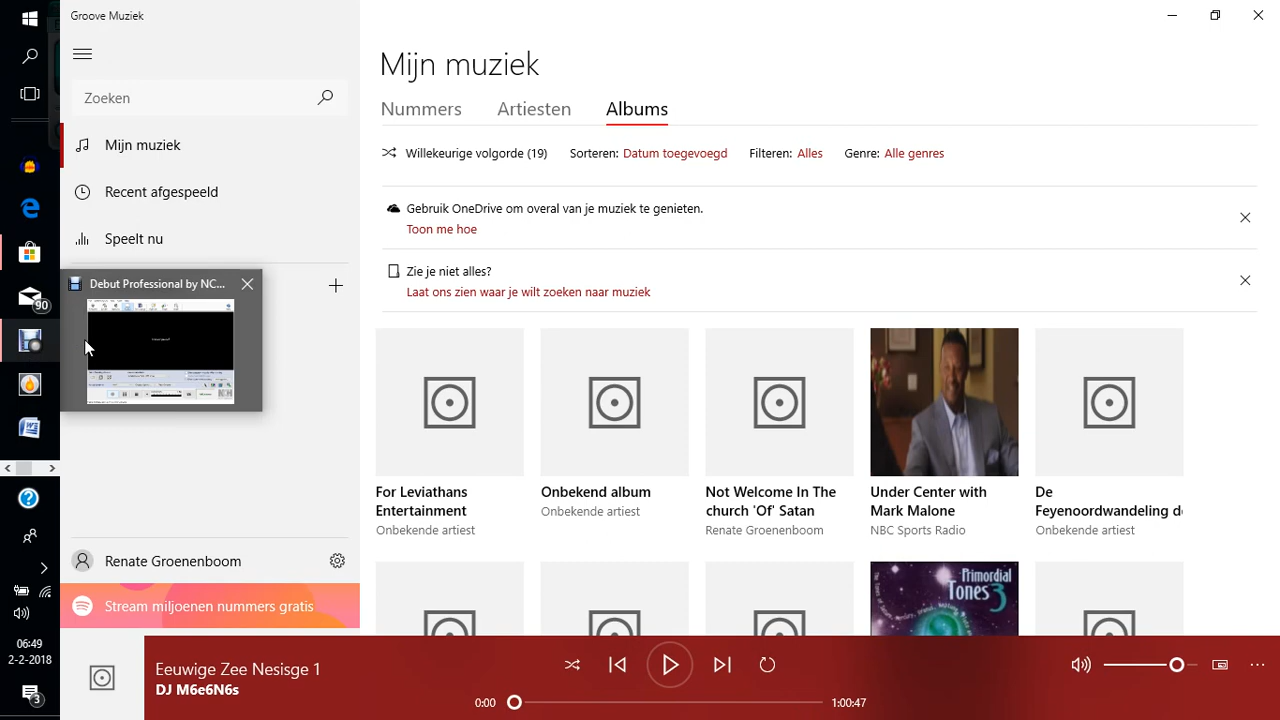 Groove Muziek
Zoeken
Mijn muziek
Recent afgespeeld
Speelt nu
Debut Professional by NC...
90
Renate Groenenboom
Stream miljoenen nummers gratis
06:49
2-2-2018
3
Mijn muziek
Nummers Artiesten Albums
Willekeurige volgorde (19) Sorteren: Datum toegevoegd Filteren: Alles Genre: Alle genres
Gebruik OneDrive om overal van je muziek te genieten.
Toon me hoe
Zie je niet alles?
Laat ons zien waar je wilt zoeken naar muziek
For Leviathans
Entertainment
Onbekende artiest
Onbekend album
Onbekende artiest
Not Welcome In The
church 'Of' Satan
Renate Groenenboom
Under Center with
Mark Malone
NBC Sports Radio
De
Feyenoordwandeling de
Onbekende artiest
Primordial
Tones 3
Eeuwige Zee Nesisge 1
DJ M6e6N6s
0:00
1:00:47